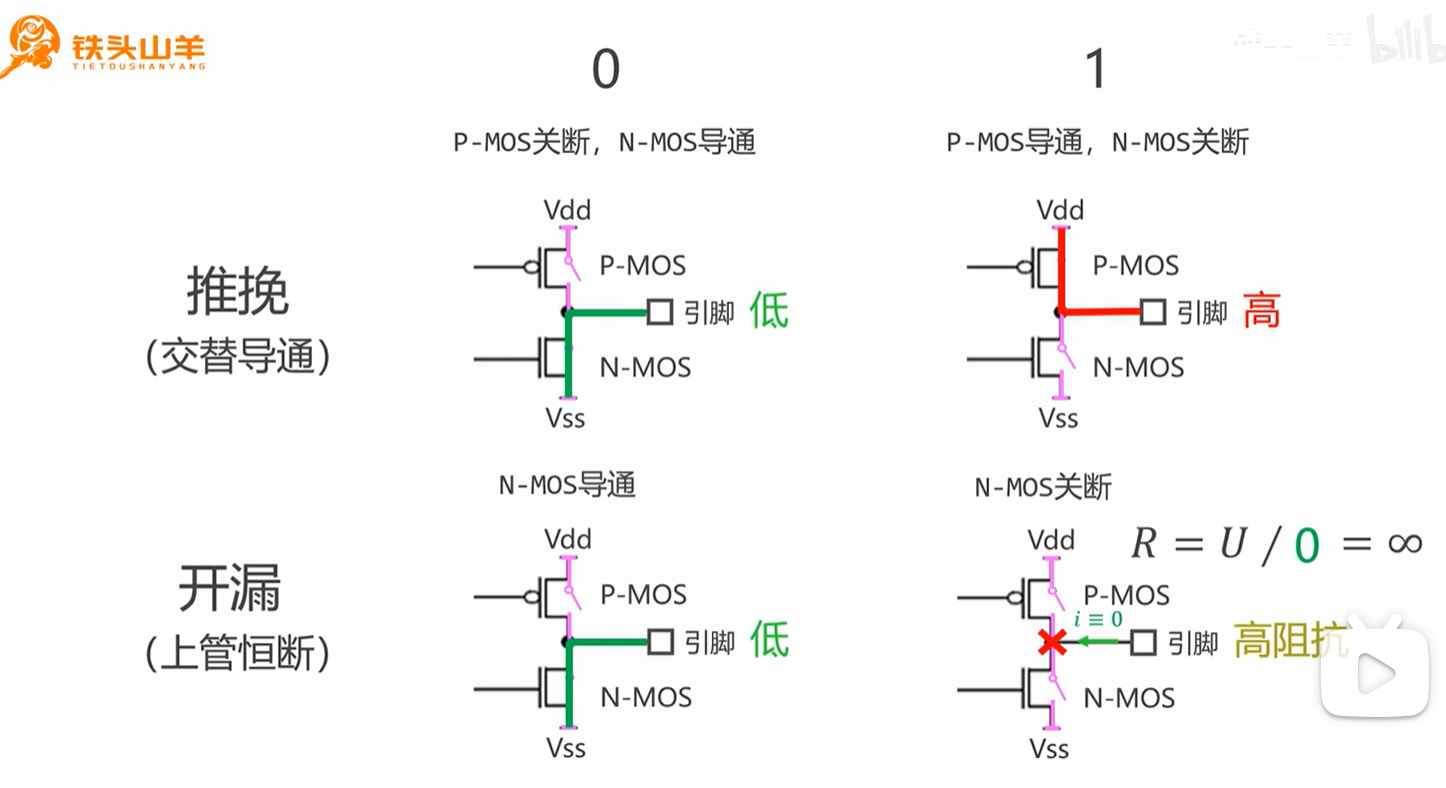 铁头山羊
TIETOUSHANYANG
bilib
0
1
P-MOS关断，N-MOS导通
P-MOS导通，N-MOS关断
推挽
（交替导通）
Vdd
P-MOS
引脚 低
N-MOS
Vss
Vdd
P-MOS
引脚 高
N-MOS
Vss
开漏
（上管恒断）
N-MOS导通
Vdd
P-MOS
引脚 低
N-MOS
Vss
N-MOS关断
R = U / 0 = ∞
Vdd
P-MOS
i ≡ 0
引脚 高阻抗
N-MOS
Vss